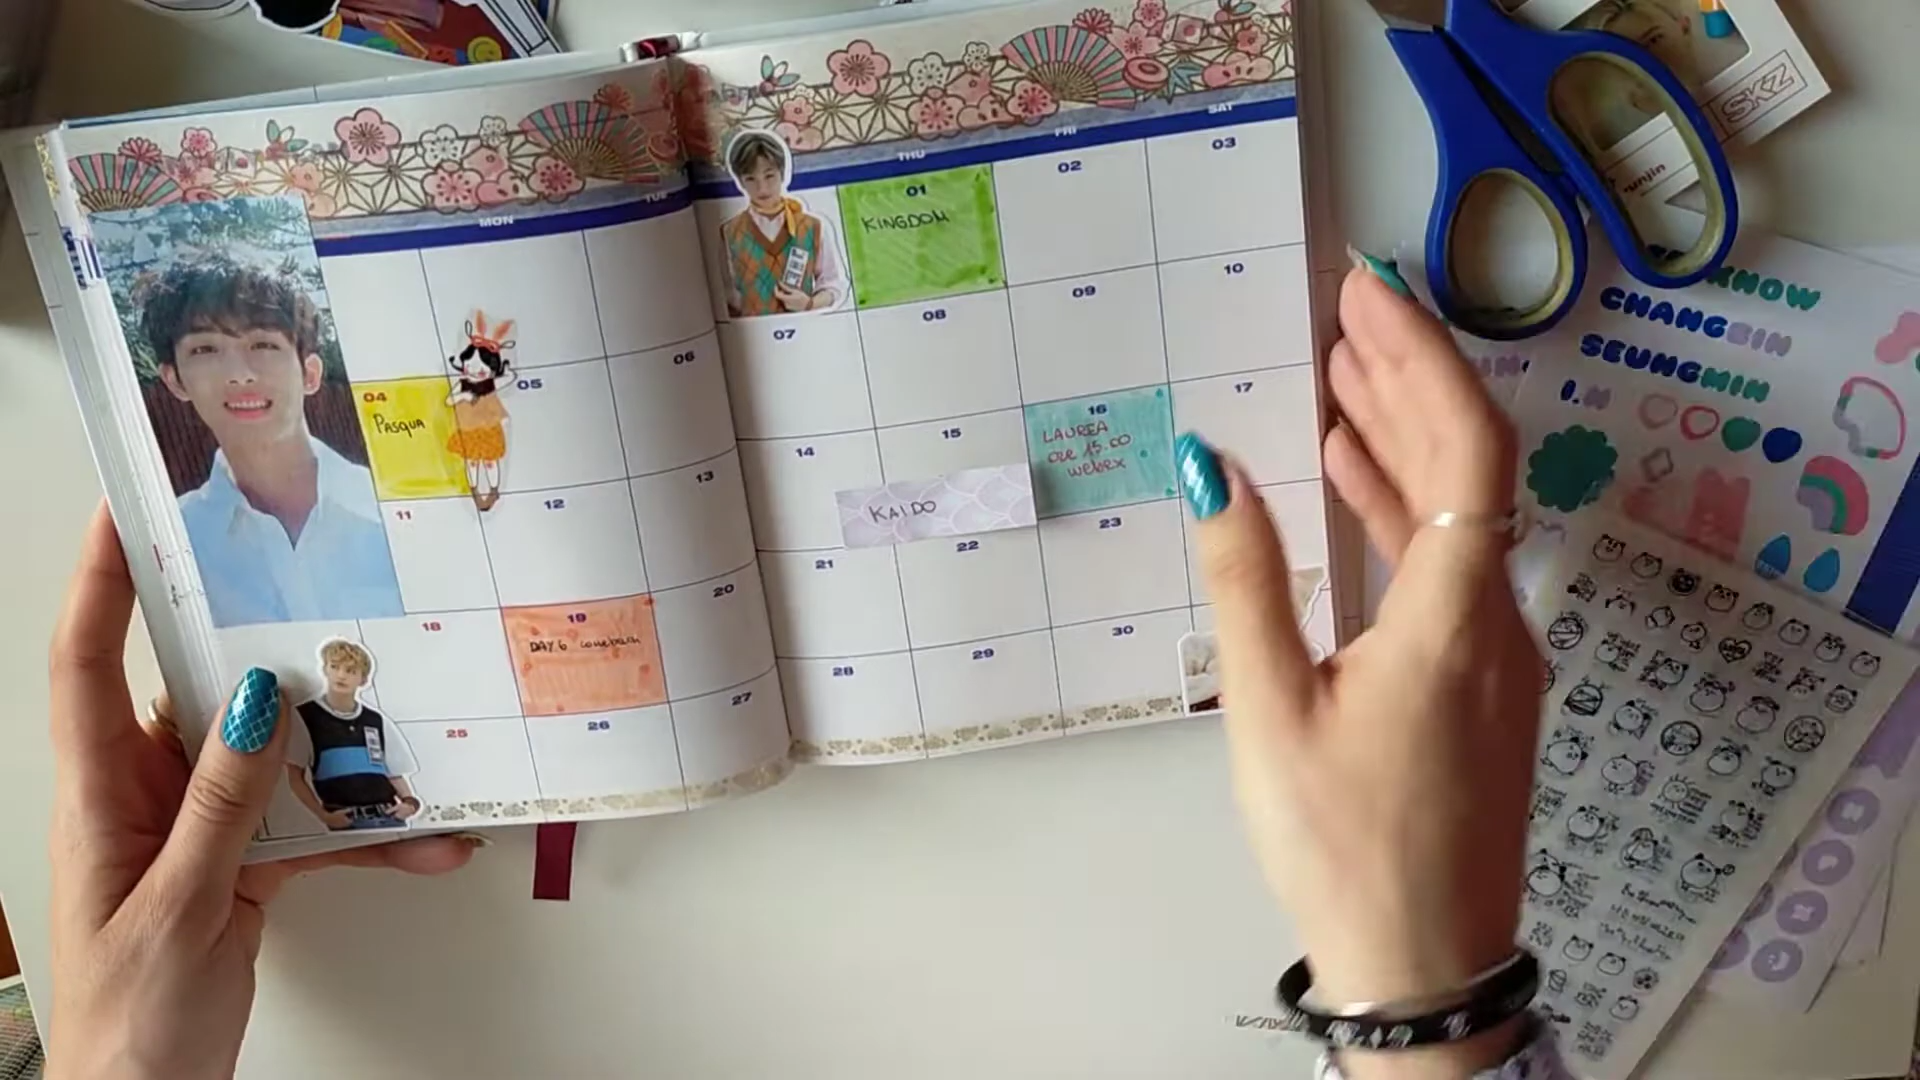 MON
TUE
THU
FRI
SAT
01
02
03
KINGDOM
04
05
06
07
08
09
10
PASQUA
11
12
13
14
15
16
17
LAUREA
ore 15.00
webex
KAIDO
18
19
20
21
22
23
DAY6 comeback
25
26
27
28
29
30
SKZ
unjin
KNOW
CHANGBIN
SEUNGMIN
I.N